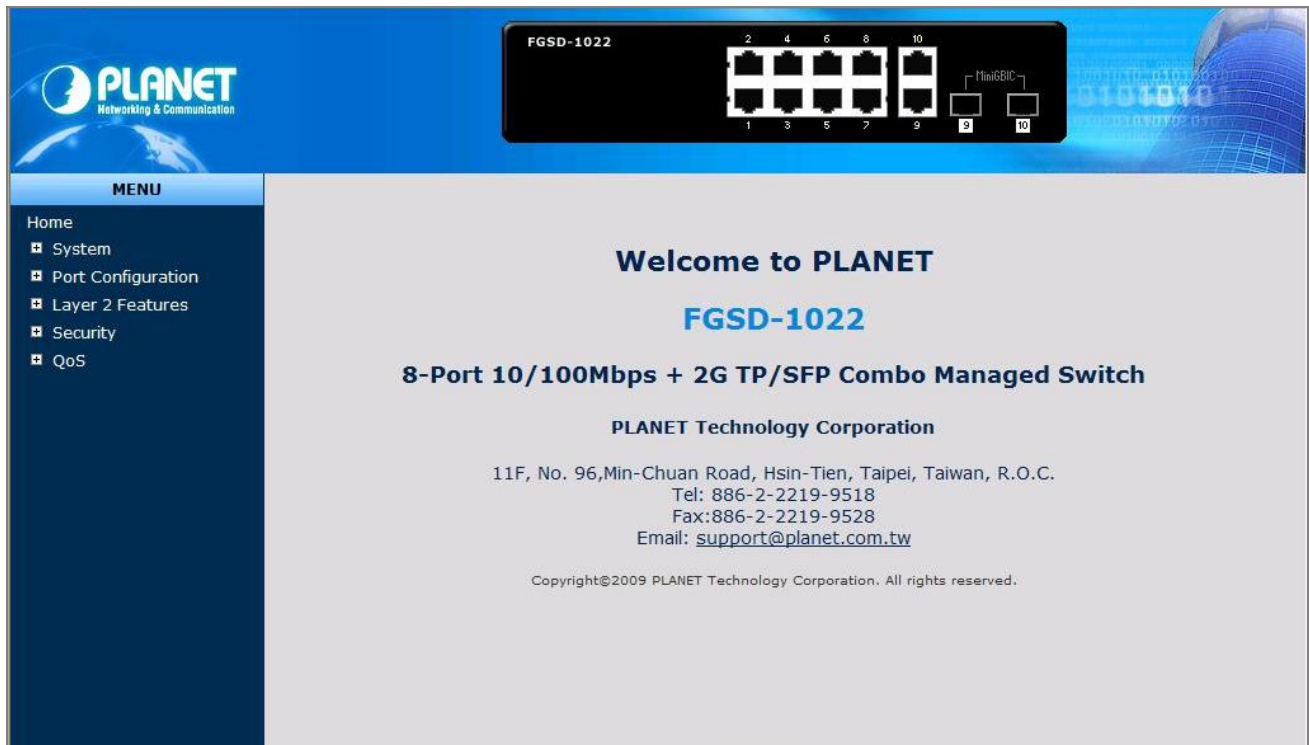 PLANET
Networking & Communication
FGSD-1022
2 4 6 8 10
MiniGBIC
1 3 5 7 9 9 10
MENU
Home
System
Port Configuration
Layer 2 Features
Security
QoS
Welcome to PLANET
FGSD-1022
8-Port 10/100Mbps + 2G TP/SFP Combo Managed Switch
PLANET Technology Corporation
11F, No. 96,Min-Chuan Road, Hsin-Tien, Taipei, Taiwan, R.O.C.
Tel: 886-2-2219-9518
Fax:886-2-2219-9528
Email: support@planet.com.tw
Copyright©2009 PLANET Technology Corporation. All rights reserved.